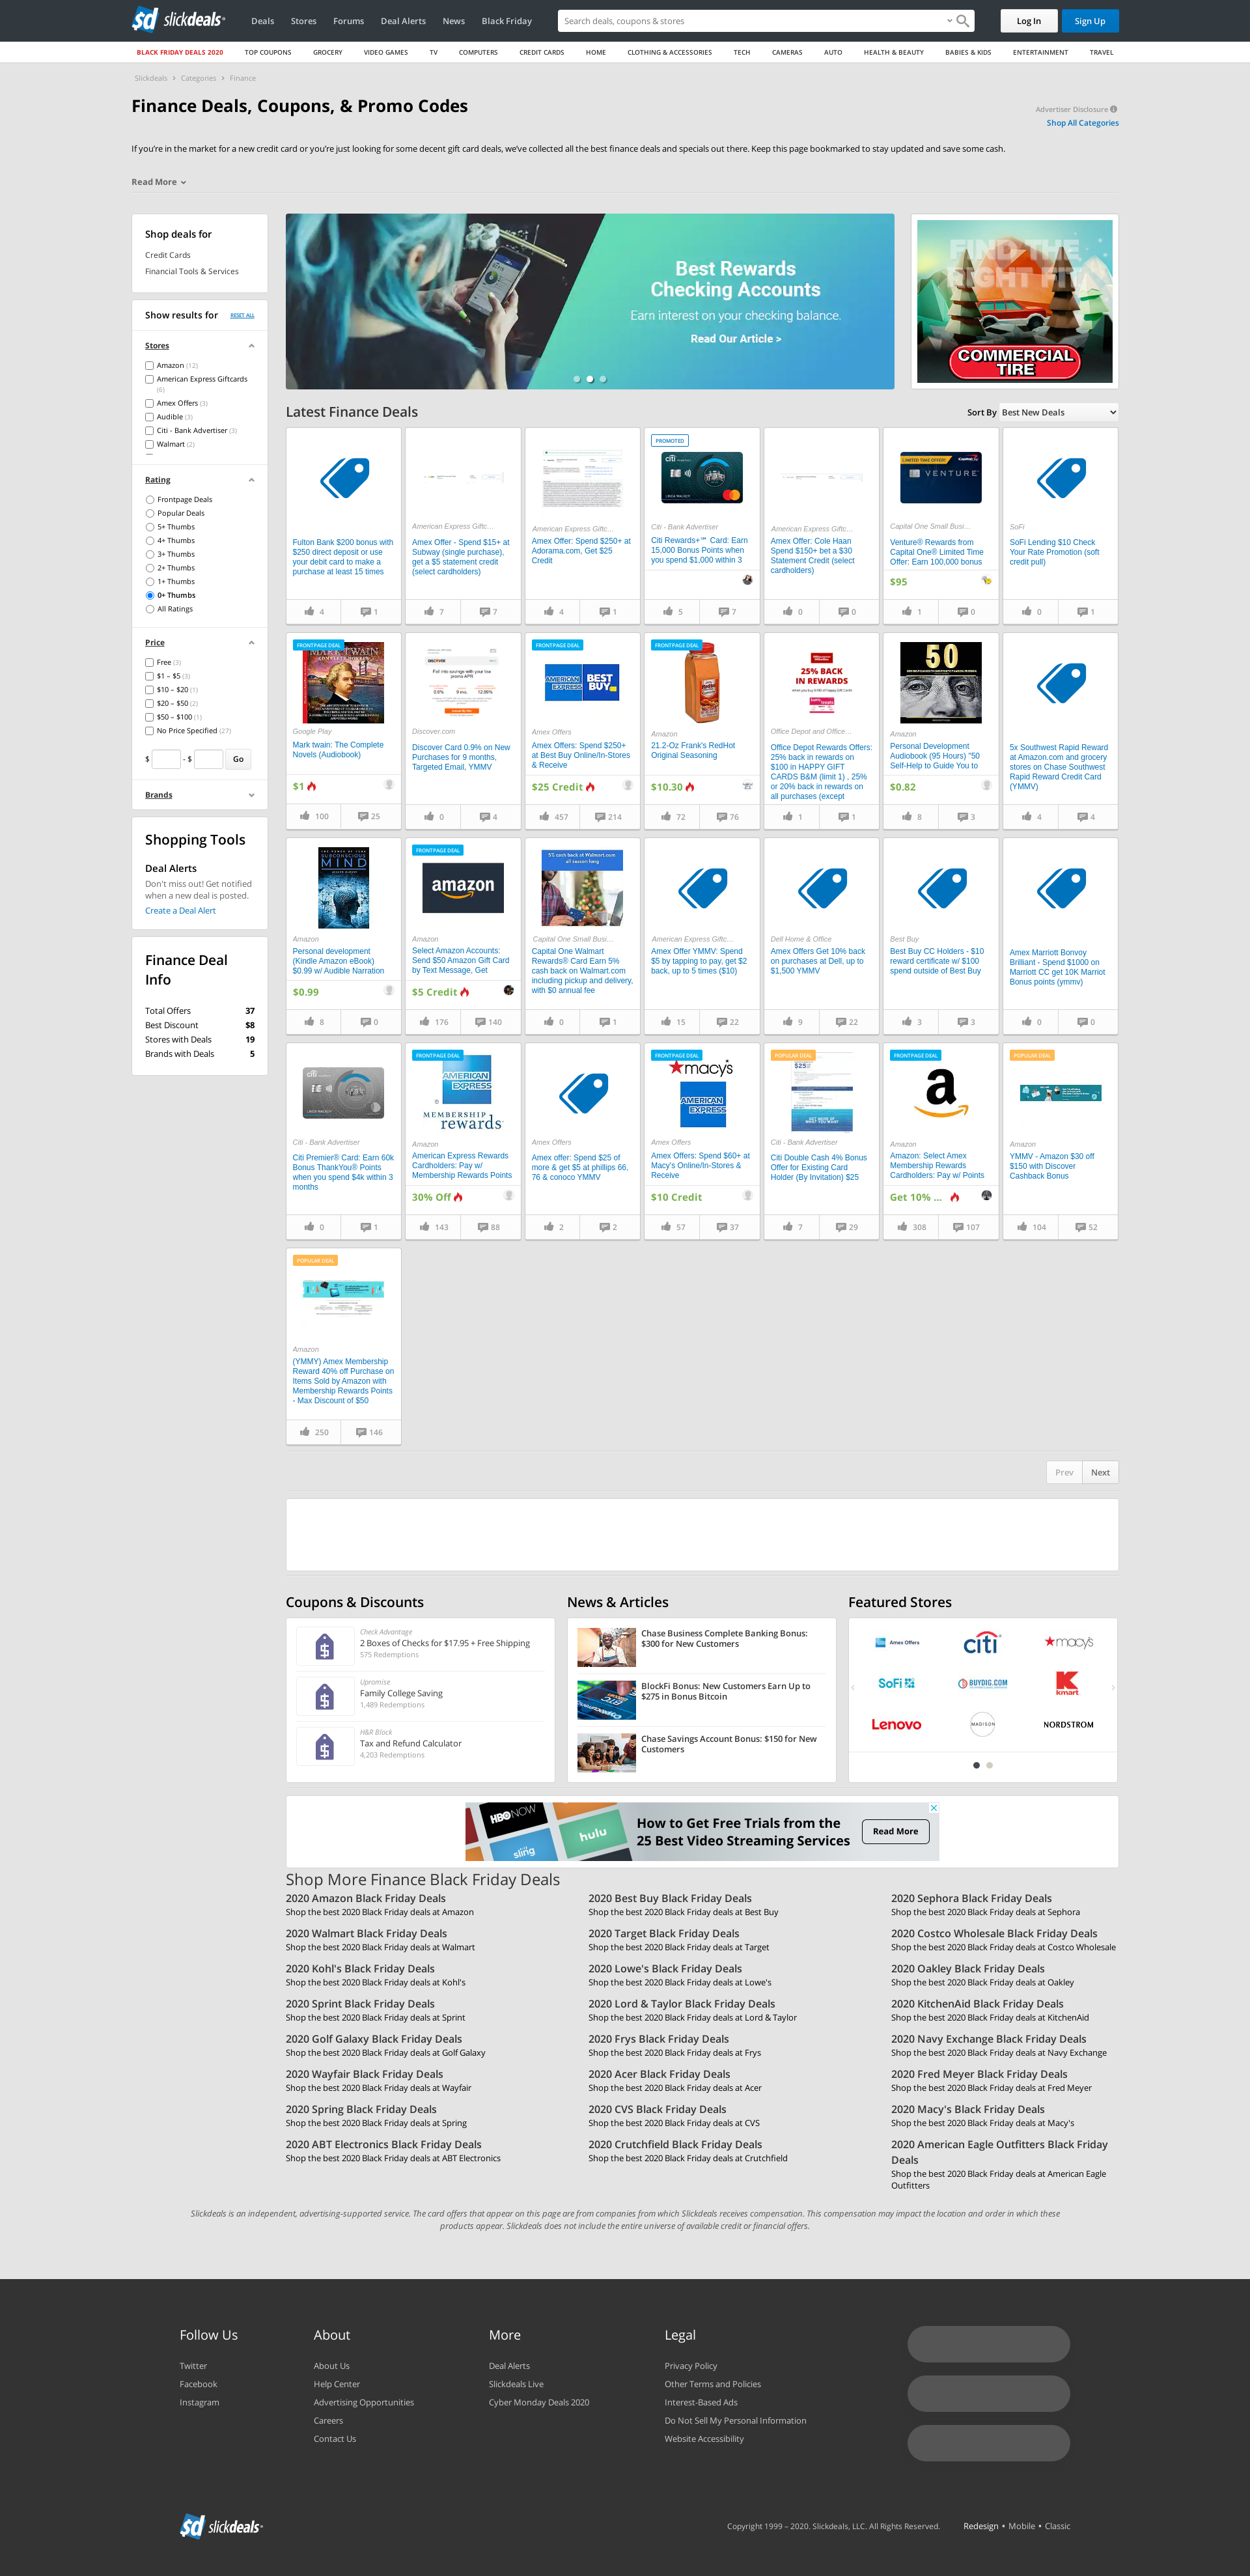 sd slickdeals
Deals Stores Forums Deal Alerts News Black Friday
Search deals, coupons & stores
Log In
Sign Up
BLACK FRIDAY DEALS 2020 TOP COUPONS GROCERY VIDEO GAMES TV COMPUTERS CREDIT CARDS HOME CLOTHING & ACCESSORIES TECH CAMERAS AUTO HEALTH & BEAUTY BABIES & KIDS ENTERTAINMENT TRAVEL
Slickdeals > Categories > Finance
Finance Deals, Coupons, & Promo Codes
Advertiser Disclosure
Shop All Categories
If you're in the market for a new credit card or you're just looking for some decent gift card deals, we've collected all the best finance deals and specials out there. Keep this page bookmarked to stay updated and save some cash.
Read More
Shop deals for
Credit Cards
Financial Tools & Services
Show results for RESET ALL
Stores
Amazon (12)
American Express Giftcards
(6)
Amex Offers (3)
Audible (3)
Citi - Bank Advertiser (3)
Walmart (2)
Rating
Frontpage Deals
Popular Deals
5+ Thumbs
4+ Thumbs
3+ Thumbs
2+ Thumbs
1+ Thumbs
0+ Thumbs
All Ratings
Price
Free (3)
$1 – $5 (3)
$10 – $20 (1)
$20 – $50 (2)
$50 – $100 (1)
No Price Specified (27)
$ - $ Go
Brands
Shopping Tools
Deal Alerts
Don't miss out! Get notified
when a new deal is posted.
Create a Deal Alert
Finance Deal
Info
Total Offers 37
Best Discount $8
Stores with Deals 19
Brands with Deals 5
Best Rewards
Checking Accounts
Earn interest on your checking balance.
Read Our Article >
FIND THE
RIGHT FIT
COMMERCIAL
TIRE
Latest Finance Deals
Sort By Best New Deals
Fulton Bank $200 bonus with
$250 direct deposit or use
your debit card to make a
purchase at least 15 times
4 1
American Express Giftc...
Amex Offer - Spend $15+ at
Subway (single purchase),
get a $5 statement credit
(select cardholders)
7 7
American Express Giftc...
Amex Offer: Spend $250+ at
Adorama.com, Get $25
Credit
4 1
PROMOTED
citi
Citi - Bank Advertiser
Citi Rewards+℠ Card: Earn
15,000 Bonus Points when
you spend $1,000 within 3
5 7
American Express Giftc...
Amex Offer: Cole Haan
Spend $150+ bet a $30
Statement Credit (select
cardholders)
0 0
LIMITED TIME OFFER
VENTURE
Capital One Small Busi...
Venture® Rewards from
Capital One® Limited Time
Offer: Earn 100,000 bonus
$95
1 0
SoFi
SoFi Lending $10 Check
Your Rate Promotion (soft
credit pull)
0 1
FRONTPAGE DEAL
MARK TWAIN
Google Play
Mark twain: The Complete
Novels (Audiobook)
$1
100 25
DISCOVER
Discover.com
Discover Card 0.9% on New
Purchases for 9 months,
Targeted Email, YMMV
0 4
FRONTPAGE DEAL
AMERICAN EXPRESS BEST BUY
Amex Offers
Amex Offers: Spend $250+
at Best Buy Online/In-Stores
& Receive
$25 Credit
457 214
FRONTPAGE DEAL
Amazon
21.2-Oz Frank's RedHot
Original Seasoning
$10.30
72 76
25% BACK
IN REWARDS
Office Depot and Office...
Office Depot Rewards Offers:
25% back in rewards on
$100 in HAPPY GIFT
CARDS B&M (limit 1) , 25%
or 20% back in rewards on
all purchases (except
1 1
50
Amazon
Personal Development
Audiobook (95 Hours) "50
Self-Help to Guide You to
$0.82
8 3
5x Southwest Rapid Reward
at Amazon.com and grocery
stores on Chase Southwest
Rapid Reward Credit Card
(YMMV)
4 4
SUBCONSCIOUS
MIND
Amazon
Personal development
(Kindle Amazon eBook)
$0.99 w/ Audible Narration
$0.99
8 0
FRONTPAGE DEAL
amazon
Amazon
Select Amazon Accounts:
Send $50 Amazon Gift Card
by Text Message, Get
$5 Credit
176 140
5% cash back at Walmart.com
all season long
Capital One Small Busi...
Capital One Walmart
Rewards® Card Earn 5%
cash back on Walmart.com
including pickup and delivery,
with $0 annual fee
0 1
American Express Giftc...
Amex Offer YMMV: Spend
$5 by tapping to pay, get $2
back, up to 5 times ($10)
15 22
Dell Home & Office
Amex Offers Get 10% back
on purchases at Dell, up to
$1,500 YMMV
9 22
Best Buy
Best Buy CC Holders - $10
reward certificate w/ $100
spend outside of Best Buy
3 3
Amex Marriott Bonvoy
Brilliant - Spend $1000 on
Marriott CC get 10K Marriot
Bonus points (ymmv)
0 0
citi
Citi - Bank Advertiser
Citi Premier® Card: Earn 60k
Bonus ThankYou® Points
when you spend $4k within 3
months
0 1
FRONTPAGE DEAL
AMERICAN EXPRESS
MEMBERSHIP
rewards
Amazon
American Express Rewards
Cardholders: Pay w/
Membership Rewards Points
30% Off
143 88
Amex Offers
Amex offer: Spend $25 of
more & get $5 at phillips 66,
76 & conoco YMMV
2 2
FRONTPAGE DEAL
macys
AMERICAN EXPRESS
Amex Offers
Amex Offers: Spend $60+ at
Macy's Online/In-Stores &
Receive
$10 Credit
57 37
POPULAR DEAL
Citi - Bank Advertiser
Citi Double Cash 4% Bonus
Offer for Existing Card
Holder (By Invitation) $25
7 29
FRONTPAGE DEAL
a
Amazon
Amazon: Select Amex
Membership Rewards
Cardholders: Pay w/ Points
Get 10% ...
308 107
POPULAR DEAL
Amazon
YMMV - Amazon $30 off
$150 with Discover
Cashback Bonus
104 52
POPULAR DEAL
Amazon
(YMMY) Amex Membership
Reward 40% off Purchase on
Items Sold by Amazon with
Membership Rewards Points
- Max Discount of $50
250 146
Prev Next
Coupons & Discounts
Check Advantage
2 Boxes of Checks for $17.95 + Free Shipping
575 Redemptions
Upromise
Family College Saving
1,489 Redemptions
H&R Block
Tax and Refund Calculator
4,203 Redemptions
News & Articles
Chase Business Complete Banking Bonus:
$300 for New Customers
BlockFi Bonus: New Customers Earn Up to
$275 in Bonus Bitcoin
Chase Savings Account Bonus: $150 for New
Customers
Featured Stores
Amex Offers citi macys
SoFi BUYDIG.COM Kmart
Lenovo MADISON NORDSTROM
HBO NOW
hulu
sling
How to Get Free Trials from the
25 Best Video Streaming Services
Read More
Shop More Finance Black Friday Deals
2020 Amazon Black Friday Deals
Shop the best 2020 Black Friday deals at Amazon
2020 Best Buy Black Friday Deals
Shop the best 2020 Black Friday deals at Best Buy
2020 Sephora Black Friday Deals
Shop the best 2020 Black Friday deals at Sephora
2020 Walmart Black Friday Deals
Shop the best 2020 Black Friday deals at Walmart
2020 Target Black Friday Deals
Shop the best 2020 Black Friday deals at Target
2020 Costco Wholesale Black Friday Deals
Shop the best 2020 Black Friday deals at Costco Wholesale
2020 Kohl's Black Friday Deals
Shop the best 2020 Black Friday deals at Kohl's
2020 Lowe's Black Friday Deals
Shop the best 2020 Black Friday deals at Lowe's
2020 Oakley Black Friday Deals
Shop the best 2020 Black Friday deals at Oakley
2020 Sprint Black Friday Deals
Shop the best 2020 Black Friday deals at Sprint
2020 Lord & Taylor Black Friday Deals
Shop the best 2020 Black Friday deals at Lord & Taylor
2020 KitchenAid Black Friday Deals
Shop the best 2020 Black Friday deals at KitchenAid
2020 Golf Galaxy Black Friday Deals
Shop the best 2020 Black Friday deals at Golf Galaxy
2020 Frys Black Friday Deals
Shop the best 2020 Black Friday deals at Frys
2020 Navy Exchange Black Friday Deals
Shop the best 2020 Black Friday deals at Navy Exchange
2020 Wayfair Black Friday Deals
Shop the best 2020 Black Friday deals at Wayfair
2020 Acer Black Friday Deals
Shop the best 2020 Black Friday deals at Acer
2020 Fred Meyer Black Friday Deals
Shop the best 2020 Black Friday deals at Fred Meyer
2020 Spring Black Friday Deals
Shop the best 2020 Black Friday deals at Spring
2020 CVS Black Friday Deals
Shop the best 2020 Black Friday deals at CVS
2020 Macy's Black Friday Deals
Shop the best 2020 Black Friday deals at Macy's
2020 ABT Electronics Black Friday Deals
Shop the best 2020 Black Friday deals at ABT Electronics
2020 Crutchfield Black Friday Deals
Shop the best 2020 Black Friday deals at Crutchfield
2020 American Eagle Outfitters Black Friday
Deals
Shop the best 2020 Black Friday deals at American Eagle
Outfitters
Slickdeals is an independent, advertising-supported service. The card offers that appear on this page are from companies from which Slickdeals receives compensation. This compensation may impact the location and order in which these
products appear. Slickdeals does not include the entire universe of available credit or financial offers.
Follow Us
Twitter
Facebook
Instagram
About
About Us
Help Center
Advertising Opportunities
Careers
Contact Us
More
Deal Alerts
Slickdeals Live
Cyber Monday Deals 2020
Legal
Privacy Policy
Other Terms and Policies
Interest-Based Ads
Do Not Sell My Personal Information
Website Accessibility
sd slickdeals
Copyright 1999 – 2020. Slickdeals, LLC. All Rights Reserved.
Redesign • Mobile • Classic